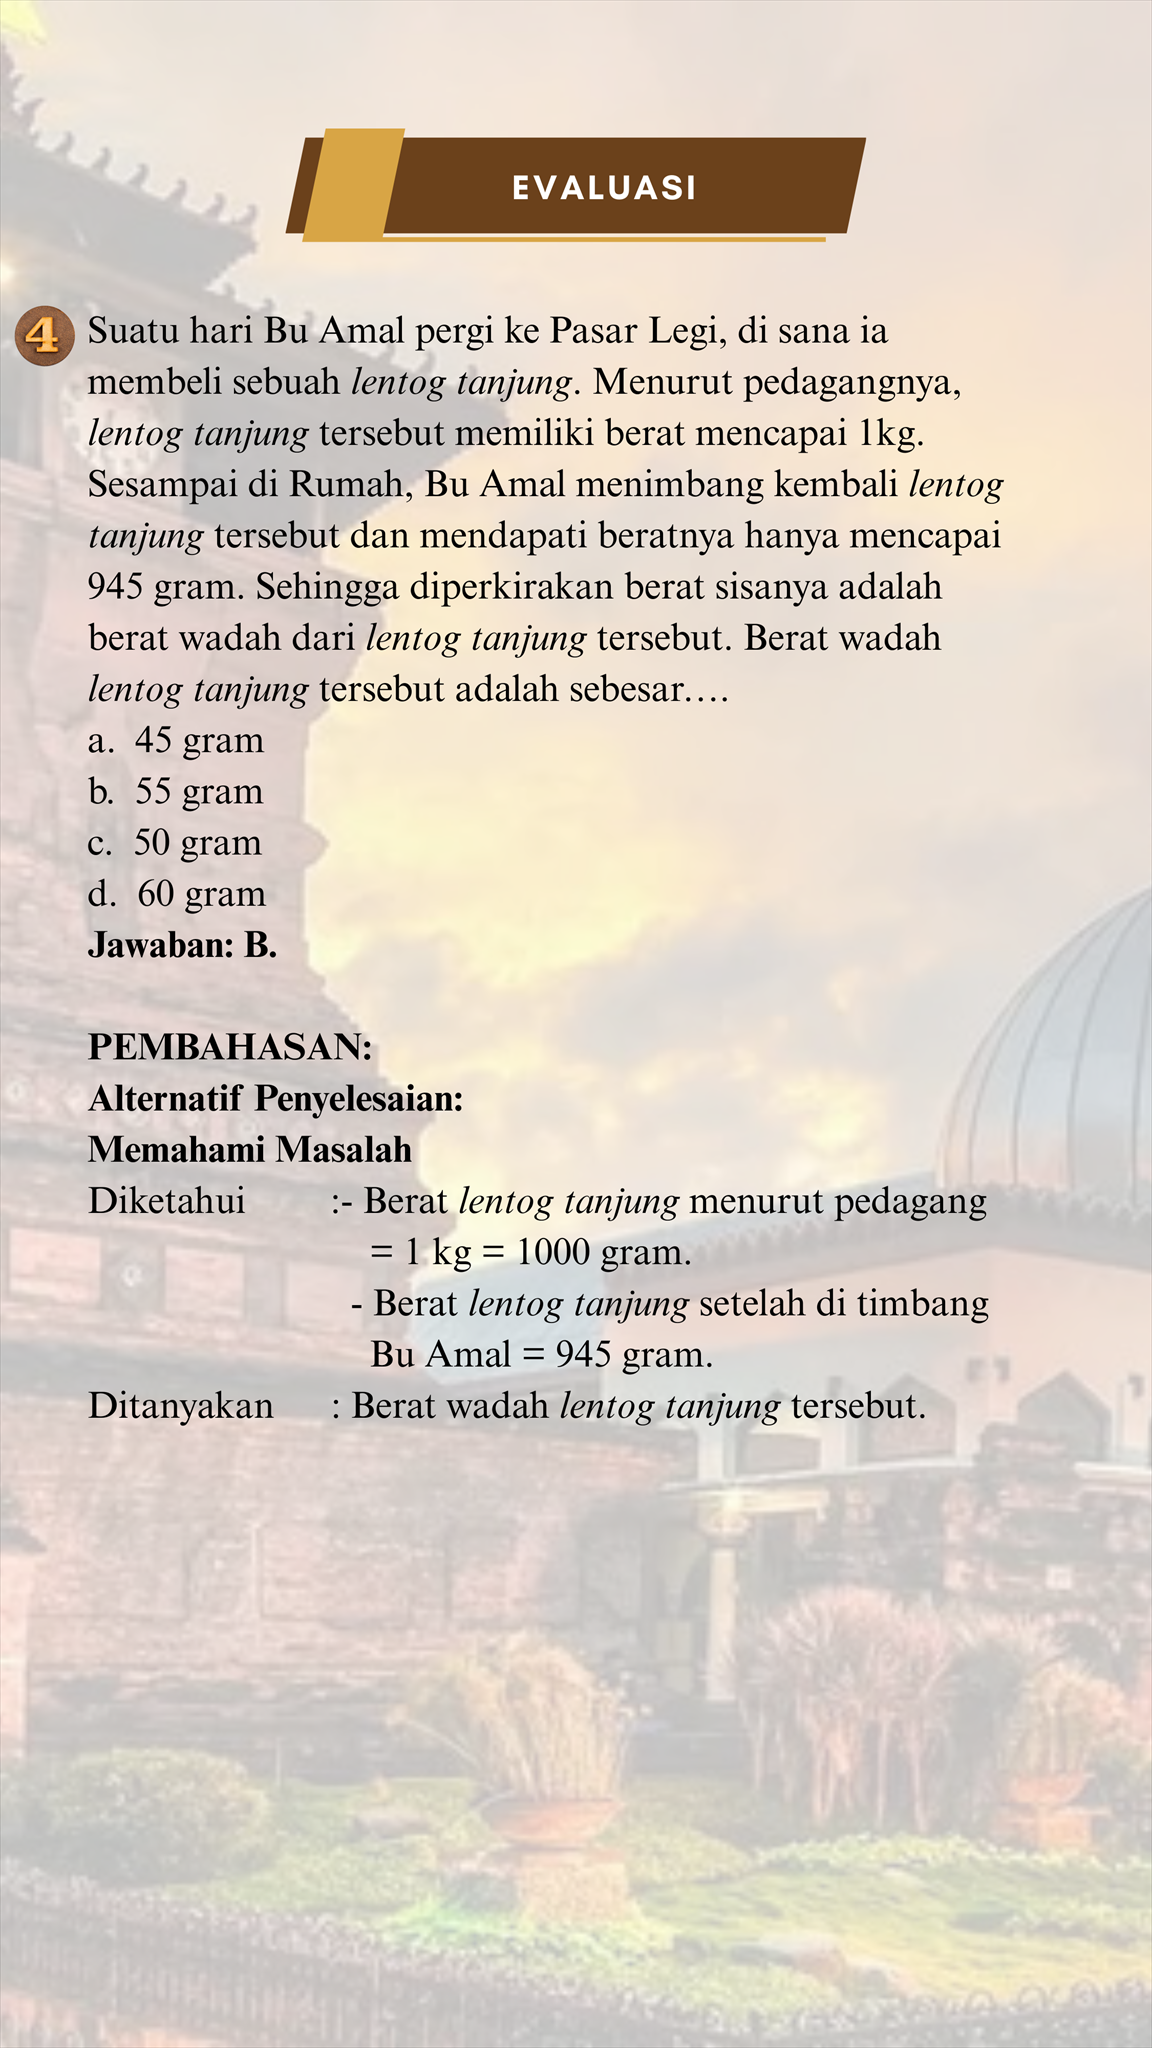 EVALUASI
4 Suatu hari Bu Amal pergi ke Pasar Legi, di sana ia
membeli sebuah lentog tanjung. Menurut pedagangnya,
lentog tanjung tersebut memiliki berat mencapai 1kg.
Sesampai di Rumah, Bu Amal menimbang kembali lentog
tanjung tersebut dan mendapati beratnya hanya mencapai
945 gram. Sehingga diperkirakan berat sisanya adalah
berat wadah dari lentog tanjung tersebut. Berat wadah
lentog tanjung tersebut adalah sebesar….
a. 45 gram
b. 55 gram
c. 50 gram
d. 60 gram
Jawaban: B.
PEMBAHASAN:
Alternatif Penyelesaian:
Memahami Masalah
Diketahui :- Berat lentog tanjung menurut pedagang
= 1 kg = 1000 gram.
- Berat lentog tanjung setelah di timbang
Bu Amal = 945 gram.
Ditanyakan : Berat wadah lentog tanjung tersebut.